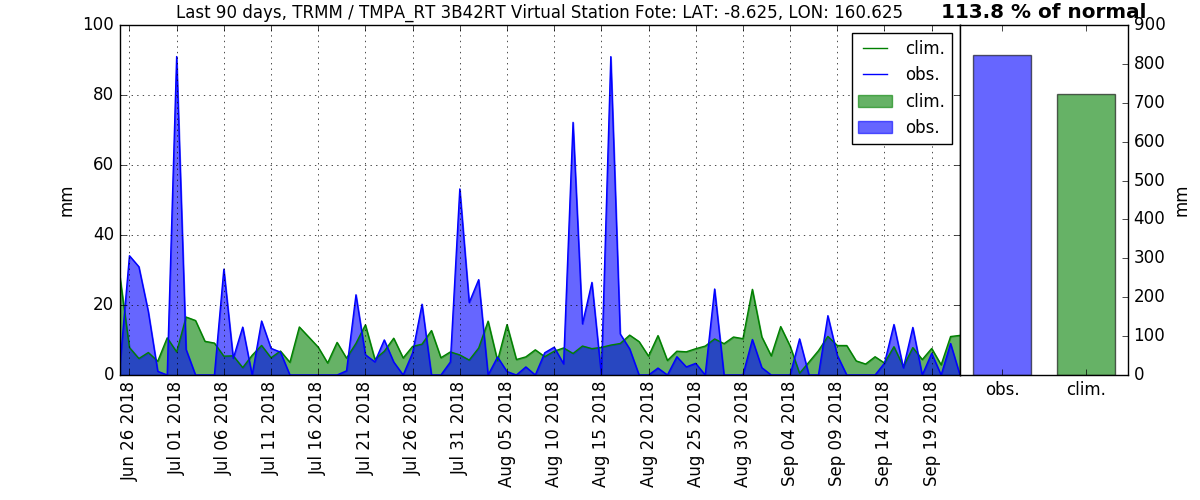 Last 90 days, TRMM / TMPA_RT 3B42RT Virtual Station Fote: LAT: -8.625, LON: 160.625
113.8 % of normal
mm
100
80
60
40
20
0
clim.
obs.
clim.
obs.
Jun 26 2018
Jul 01 2018
Jul 06 2018
Jul 11 2018
Jul 16 2018
Jul 21 2018
Jul 26 2018
Jul 31 2018
Aug 05 2018
Aug 10 2018
Aug 15 2018
Aug 20 2018
Aug 25 2018
Aug 30 2018
Sep 04 2018
Sep 09 2018
Sep 14 2018
Sep 19 2018
900
800
700
600
500
400
300
200
100
0
mm
obs.
clim.